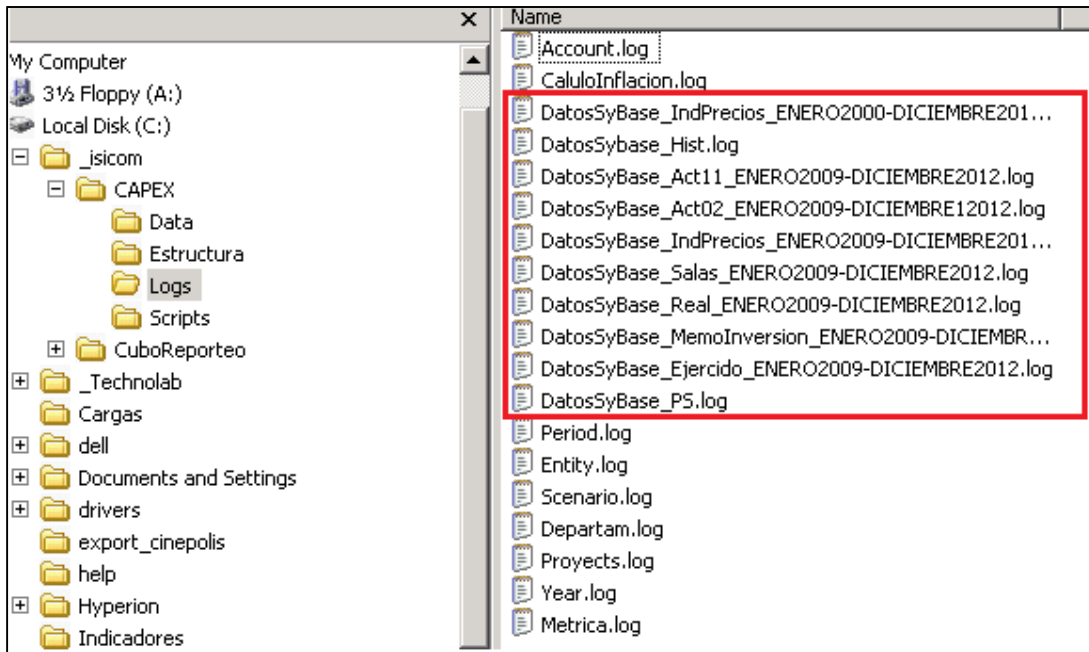 My Computer
3½ Floppy (A:)
Local Disk (C:)
_isicom
CAPEX
Data
Estructura
Logs
Scripts
CuboReporteo
_Technolab
Cargas
dell
Documents and Settings
drivers
export_cinepolis
help
Hyperion
Indicadores
Name
Account.log
CaluloInflacion.log
DatosSyBase_IndPrecios_ENERO2000-DICIEMBRE201...
DatosSybase_Hist.log
DatosSyBase_Act11_ENERO2009-DICIEMBRE2012.log
DatosSyBase_Act02_ENERO2009-DICIEMBRE12012.log
DatosSyBase_IndPrecios_ENERO2009-DICIEMBRE201...
DatosSyBase_Salas_ENERO2009-DICIEMBRE2012.log
DatosSyBase_Real_ENERO2009-DICIEMBRE2012.log
DatosSyBase_MemoInversion_ENERO2009-DICIEMBR...
DatosSyBase_Ejercido_ENERO2009-DICIEMBRE2012.log
DatosSyBase_PS.log
Period.log
Entity.log
Scenario.log
Departam.log
Proyects.log
Year.log
Metrica.log